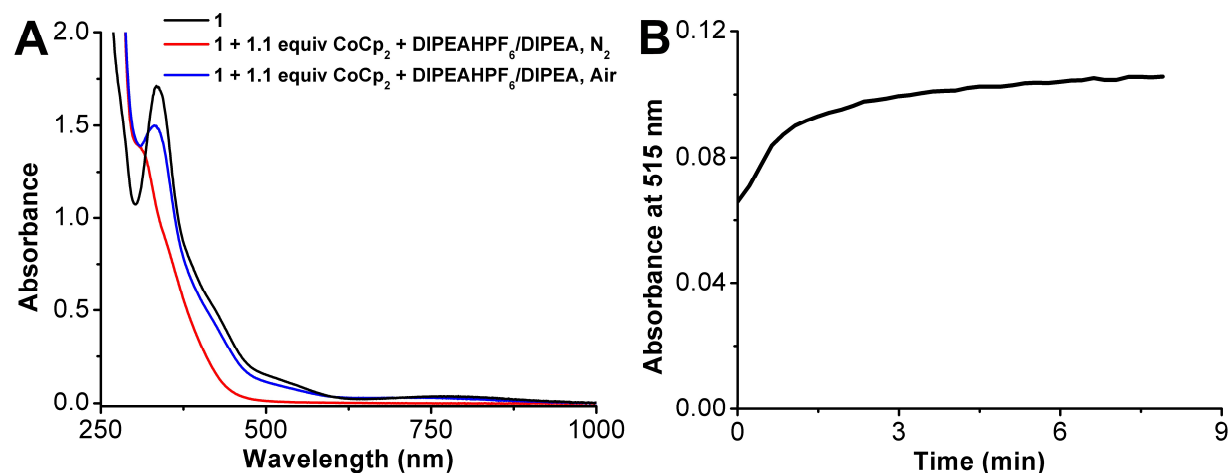 A
1
1 + 1.1 equiv CoCp2 + DIPEAHPF6/DIPEA, N2
1 + 1.1 equiv CoCp2 + DIPEAHPF6/DIPEA, Air
2.0
1.5
1.0
0.5
0.0
Absorbance
250
500
750
1000
Wavelength (nm)
B
0.12
0.08
0.04
0.00
Absorbance at 515 nm
0
3
6
9
Time (min)